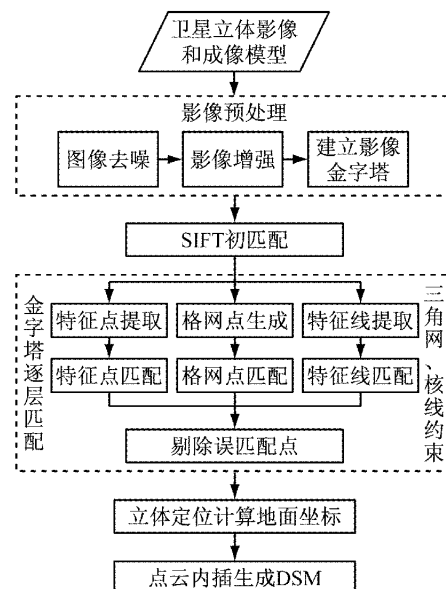 卫星立体影像
和成像模型
影像预处理
图像去噪
影像增强
建立影像
金字塔
SIFT初匹配
金字塔逐层匹配
特征点提取
格网点生成
特征线提取
特征点匹配
格网点匹配
特征线匹配
剔除误匹配点
三角网、核线约束
立体定位计算地面坐标
点云内插生成DSM